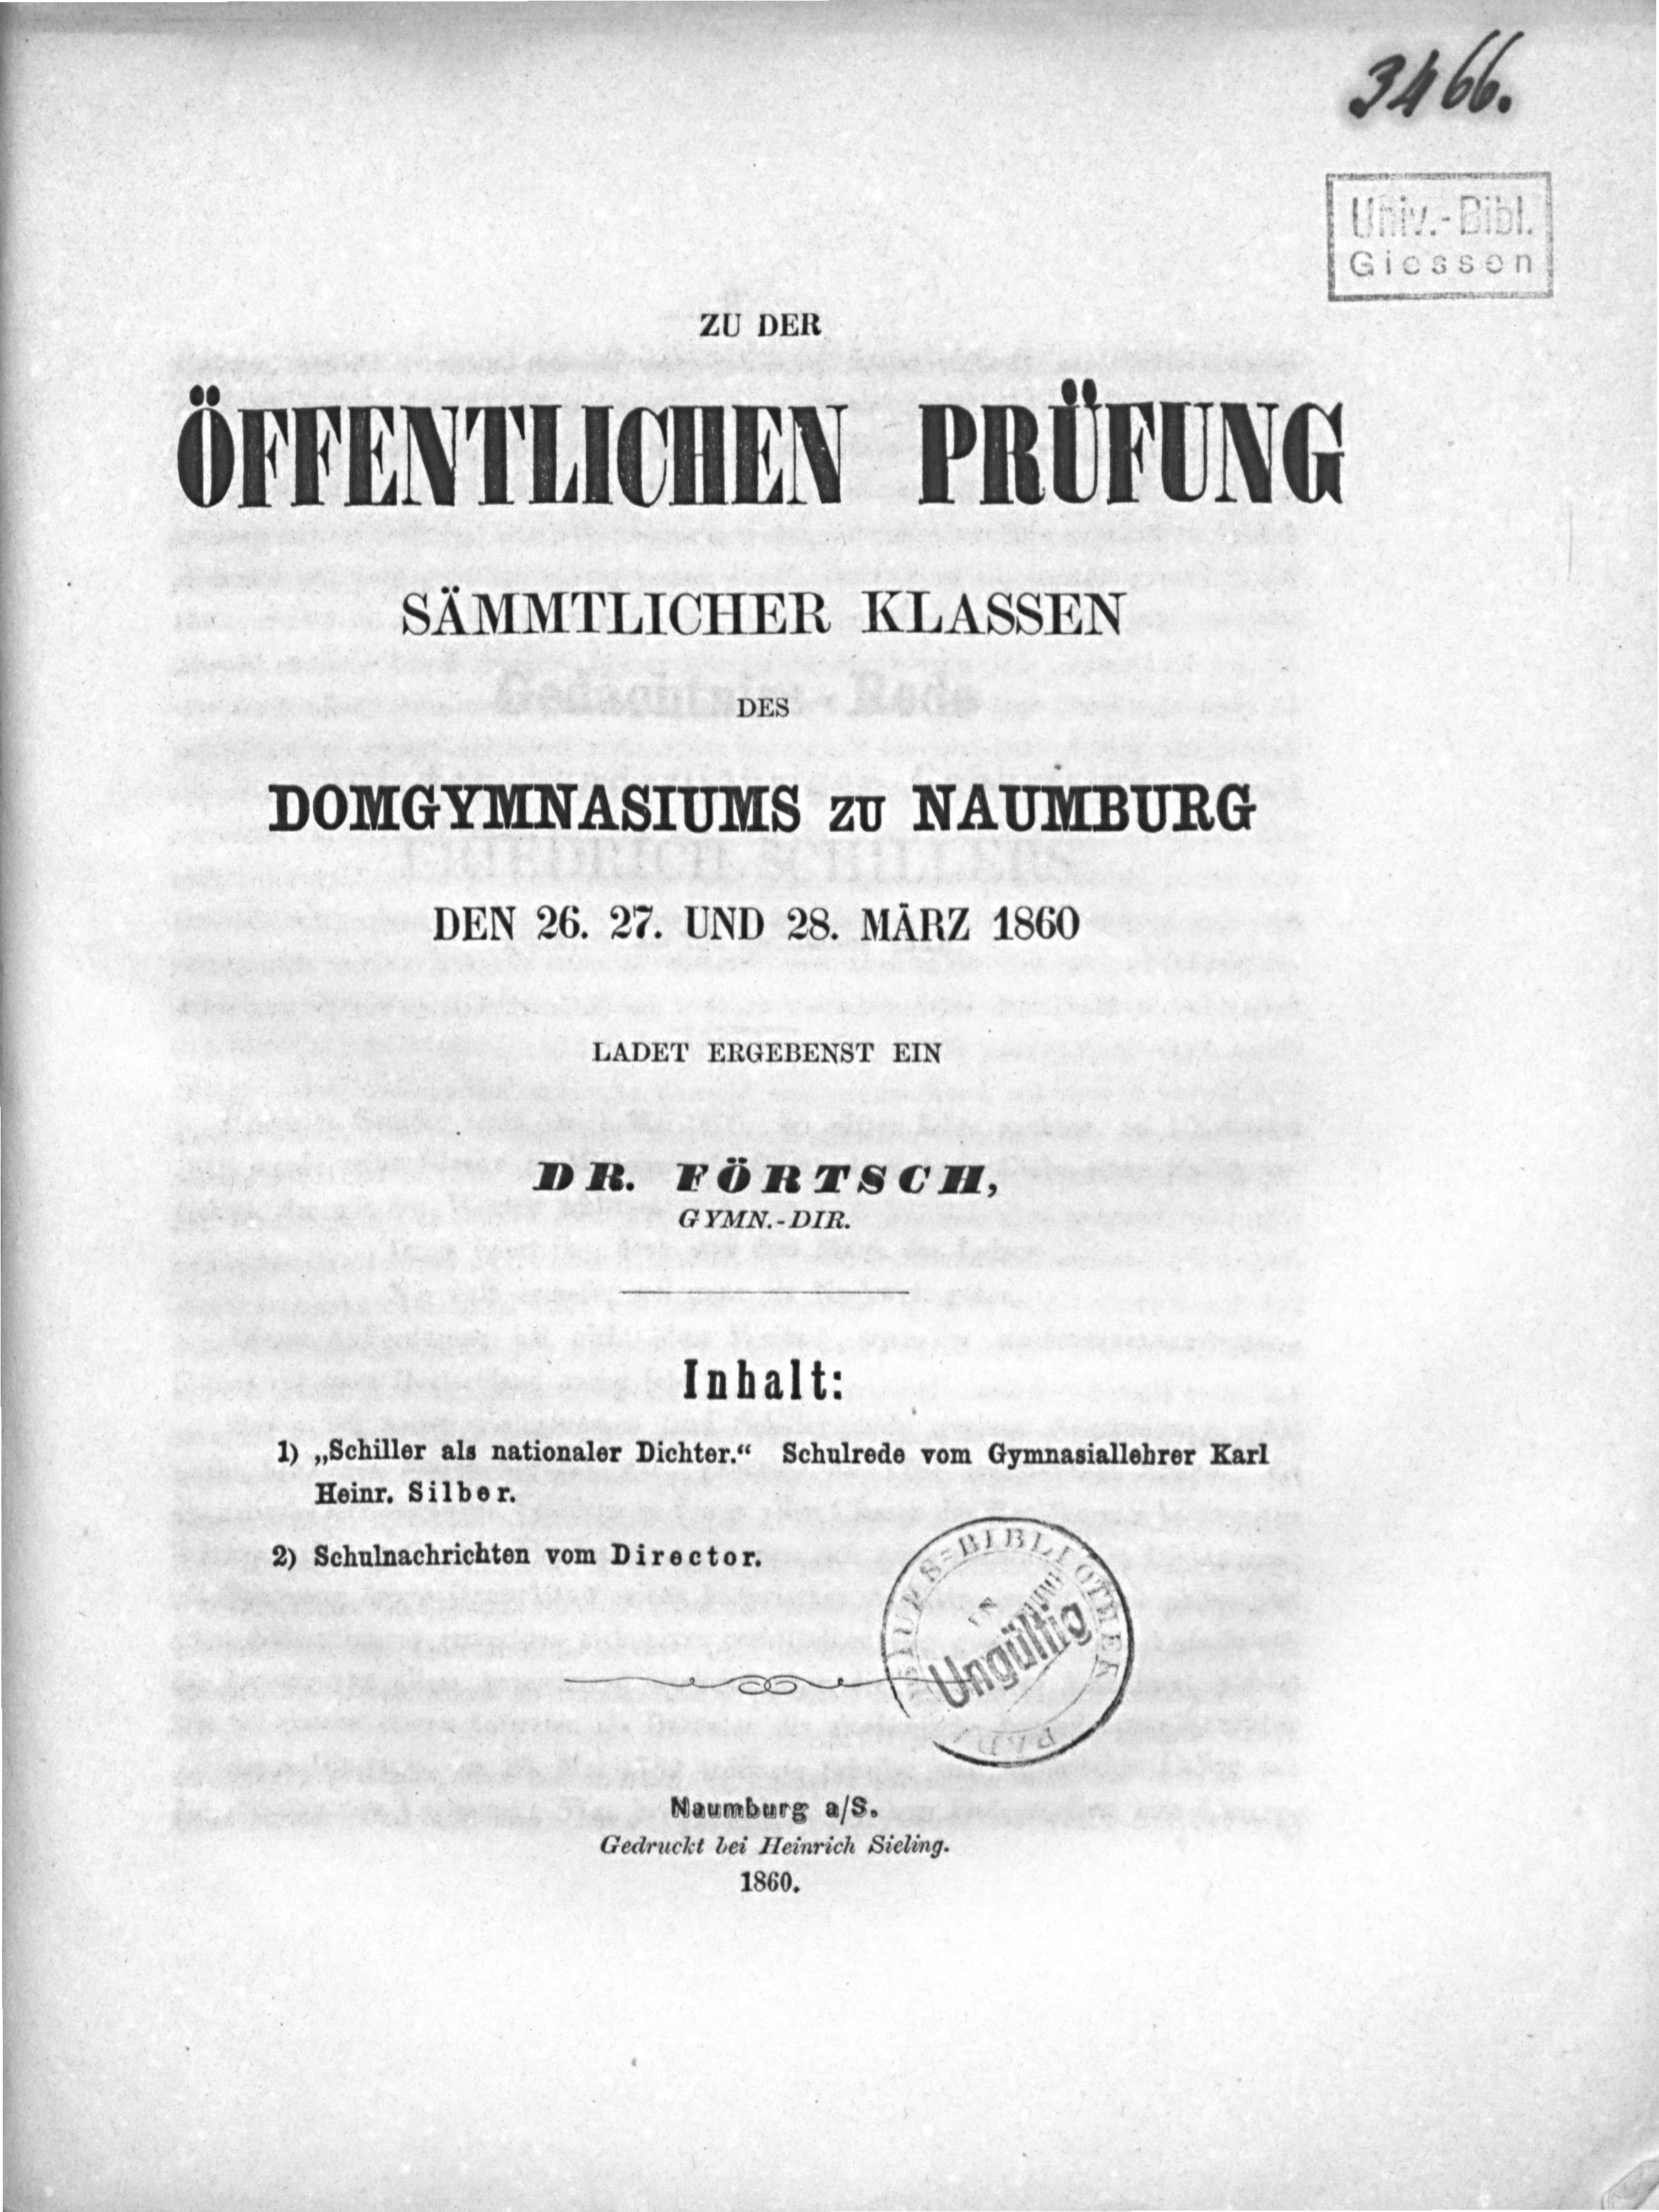 3466.
Univ.-Bibl.
Giessen
ZU DER
ÖFFENTLICHEN PRÜFUNG
SÄMMTLICHER KLASSEN
DES
DOMGYMNASIUMS ZU NAUMBURG
DEN 26. 27. UND 28. MÄRZ 1860
LADET ERGEBENST EIN
DR. FÖRTSCH,
GYMN.-DIR.
Inhalt:
1) „Schiller als nationaler Dichter.“ Schulrede vom Gymnasiallehrer Karl
Heinr. Silber.
2) Schulnachrichten vom Director.
BIBLIOTHEK
IN
Ungültig
Naumburg a/S.
Gedruckt bei Heinrich Sieling.
1860.